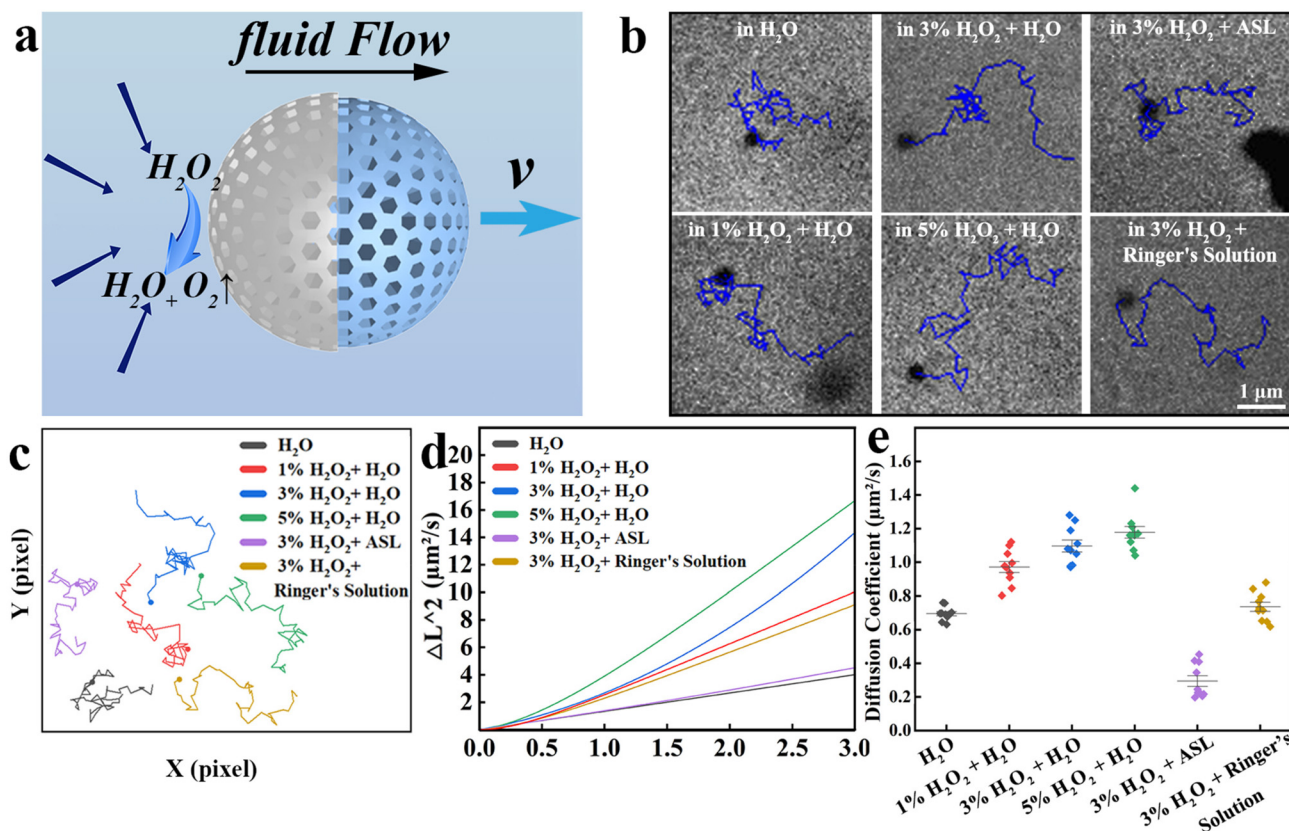 a
fluid Flow
H₂O₂
H₂O + O₂↑
v
b
in H₂O
in 3% H₂O₂ + H₂O
in 3% H₂O₂ + ASL
in 1% H₂O₂ + H₂O
in 5% H₂O₂ + H₂O
in 3% H₂O₂ +
Ringer's Solution
1 µm
c
H₂O
1% H₂O₂+ H₂O
3% H₂O₂+ H₂O
5% H₂O₂+ H₂O
3% H₂O₂+ ASL
3% H₂O₂+
Ringer's Solution
Y (pixel)
X (pixel)
d
H₂O
1% H₂O₂+ H₂O
3% H₂O₂+ H₂O
5% H₂O₂+ H₂O
3% H₂O₂+ ASL
3% H₂O₂+ Ringer's Solution
△L^2 (µm²/s)
20
18
16
14
12
10
8
6
4
2
0.0 0.5 1.0 1.5 2.0 2.5 3.0
e
Diffusion Coefficient (µm²/s)
1.6
1.4
1.2
1.0
0.8
0.6
0.4
0.2
0.0
H₂O
1% H₂O₂ + H₂O
3% H₂O₂ + H₂O
5% H₂O₂ + H₂O
3% H₂O₂ + ASL
3% H₂O₂ + Ringer's
Solution